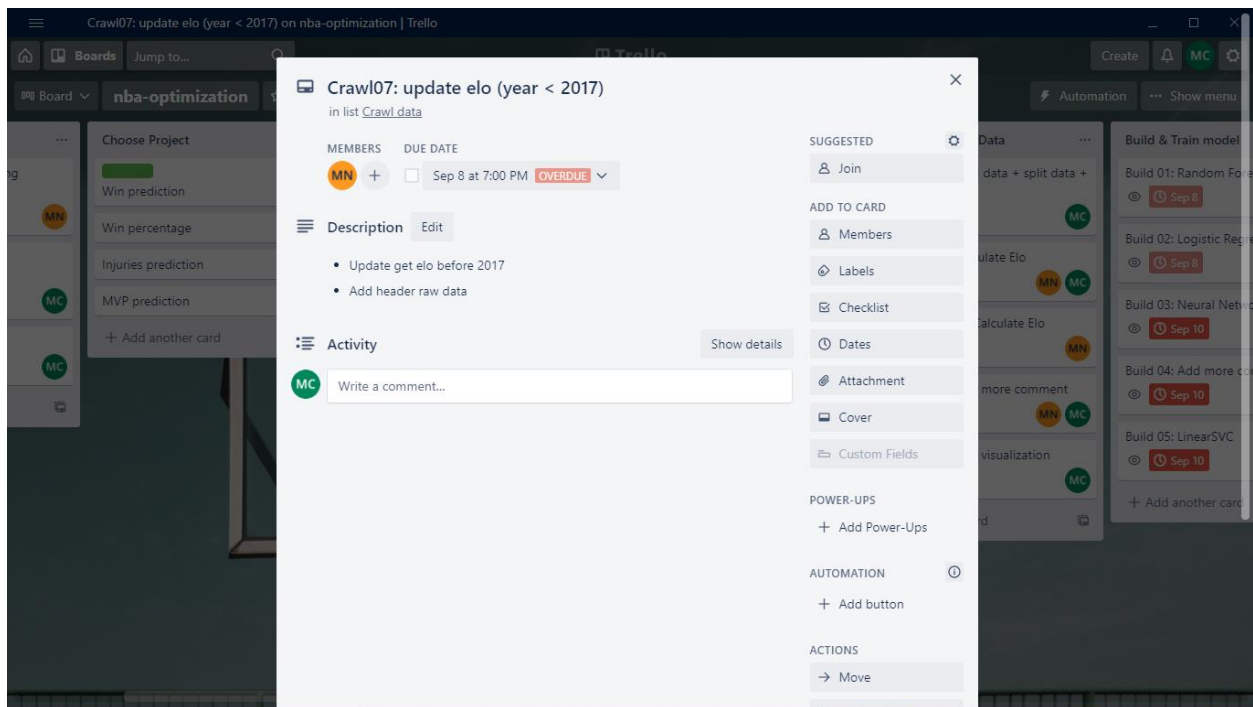 Crawl07: update elo (year < 2017) on nba-optimization | Trello
Boards
Jump to...
Trello
Create
MC
Board
nba-optimization
Automation
Show menu
MN
MC
MC
Choose Project
Win prediction
Win percentage
Injuries prediction
MVP prediction
+ Add another card
Crawl07: update elo (year < 2017)
in list Crawl data
MEMBERS DUE DATE
MN + Sep 8 at 7:00 PM OVERDUE
Description Edit
• Update get elo before 2017
• Add header raw data
Activity Show details
MC Write a comment...
SUGGESTED
Join
ADD TO CARD
Members
Labels
Checklist
Dates
Attachment
Cover
Custom Fields
POWER-UPS
+ Add Power-Ups
AUTOMATION
+ Add button
ACTIONS
→ Move
Data
data + split data +
MC
Elo
MN MC
Calculate Elo
MN
more comment
MN MC
visualization
MC
Build & Train model
Build 01: Random
Sep 8
Build 02: Logistic
Sep 8
Build 03: Neural
Sep 10
Build 04: Add more
Sep 10
Build 05: LinearSVC
Sep 10
+ Add another card